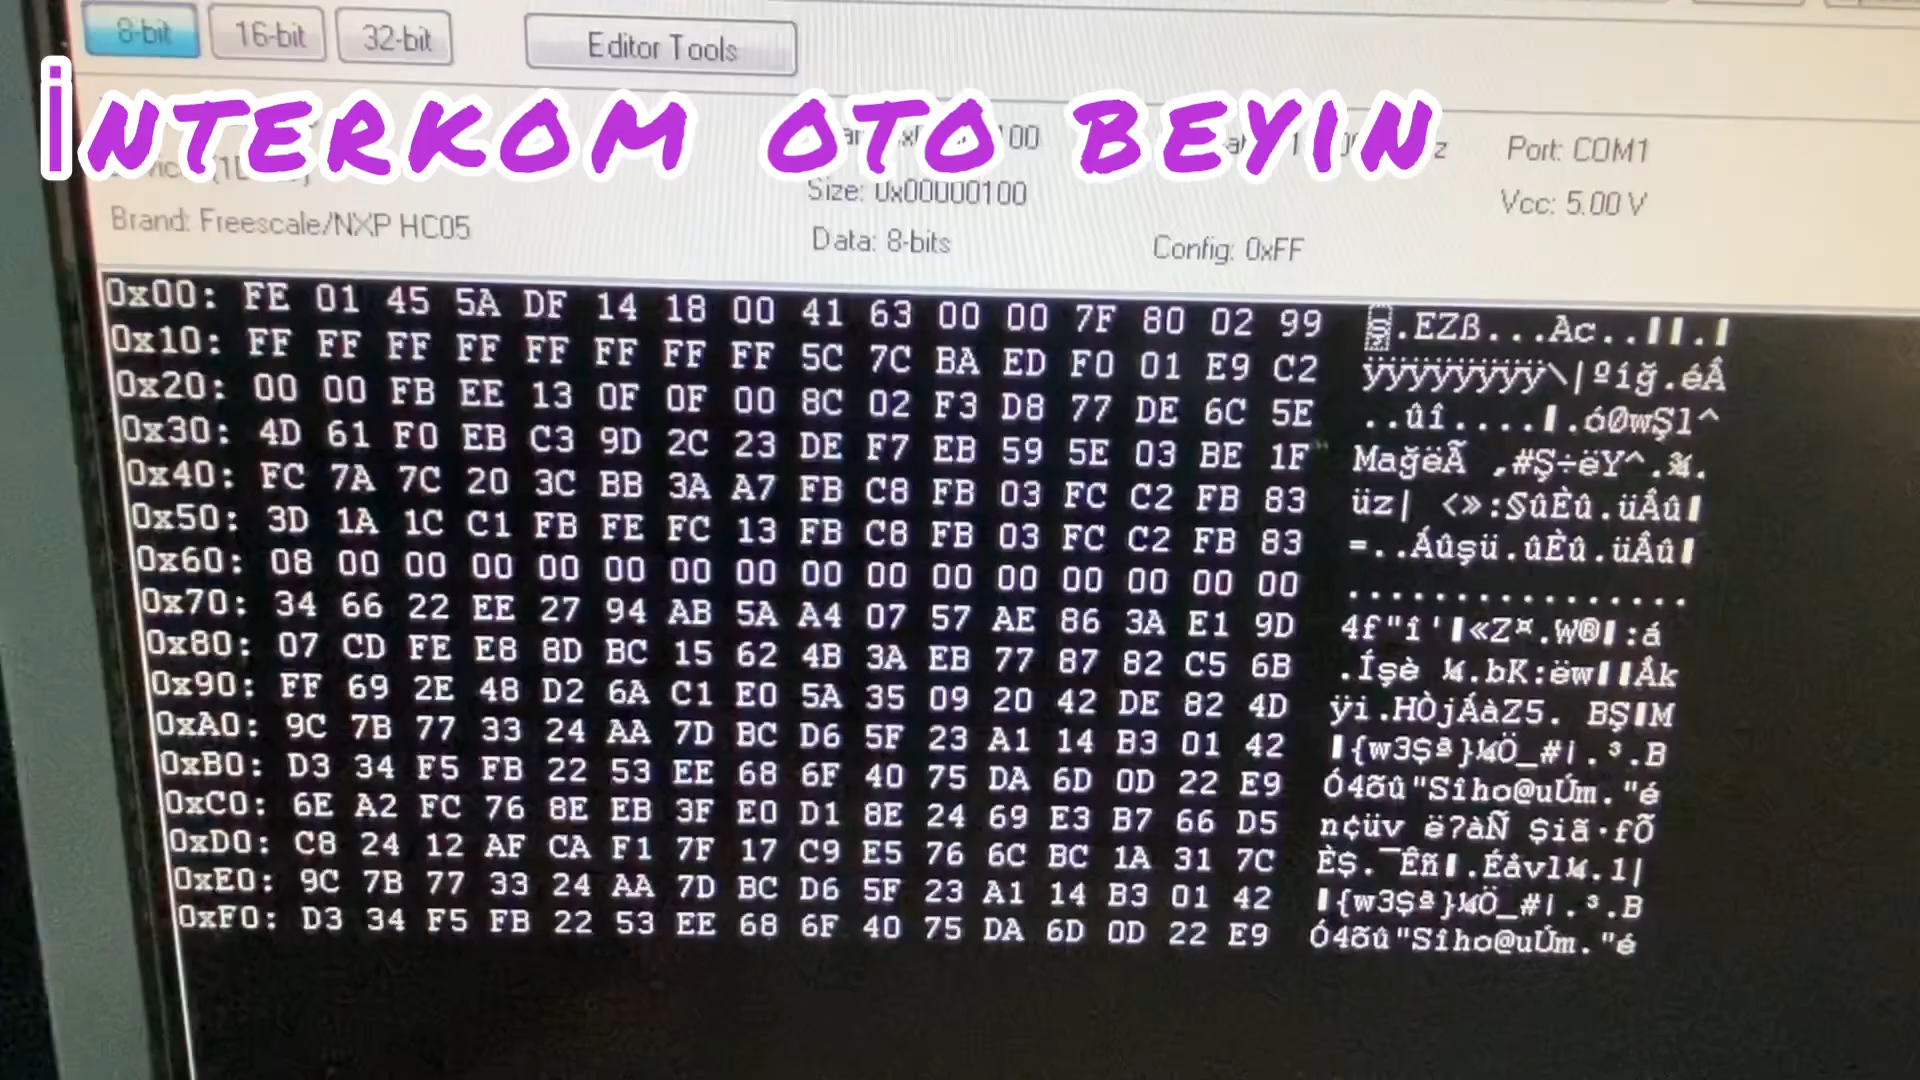 8-bit 16-bit 32-bit Editor Tools
İNTERKOM OTO BEYIN
Port: COM1
Size: 0x00000100 Vcc: 5.00 V
Brand: Freescale/NXP HC05 Data: 8-bits Config: 0xFF
0x00: FE 01 45 5A DF 14 18 00 41 63 00 00 7F 80 02 99
0x10: FF FF FF FF FF FF FF FF 5C 7C BA ED F0 01 E9 C2
0x20: 00 00 FB EE 13 0F 0F 00 8C 02 F3 D8 77 DE 6C 5E
0x30: 4D 61 F0 EB C3 9D 2C 23 DE F7 EB 59 5E 03 BE 1F
0x40: FC 7A 7C 20 3C BB 3A A7 FB C8 FB 03 FC C2 FB 83
0x50: 3D 1A 1C C1 FB FE FC 13 FB C8 FB 03 FC C2 FB 83
0x60: 08 00 00 00 00 00 00 00 00 00 00 00 00 00 00 00
0x70: 34 66 22 EE 27 94 AB 5A A4 07 57 AE 86 3A E1 9D
0x80: 07 CD FE E8 8D BC 15 62 4B 3A EB 77 87 82 C5 6B
0x90: FF 69 2E 48 D2 6A C1 E0 5A 35 09 20 42 DE 82 4D
0xA0: 9C 7B 77 33 24 AA 7D BC D6 5F 23 A1 14 B3 01 42
0xB0: D3 34 F5 FB 22 53 EE 68 6F 40 75 DA 6D 0D 22 E9
0xC0: 6E A2 FC 76 8E EB 3F E0 D1 8E 24 69 E3 B7 66 D5
0xD0: C8 24 12 AF CA F1 7F 17 C9 E5 76 6C BC 1A 31 7C
0xE0: 9C 7B 77 33 24 AA 7D BC D6 5F 23 A1 14 B3 01 42
0xF0: D3 34 F5 FB 22 53 EE 68 6F 40 75 DA 6D 0D 22 E9